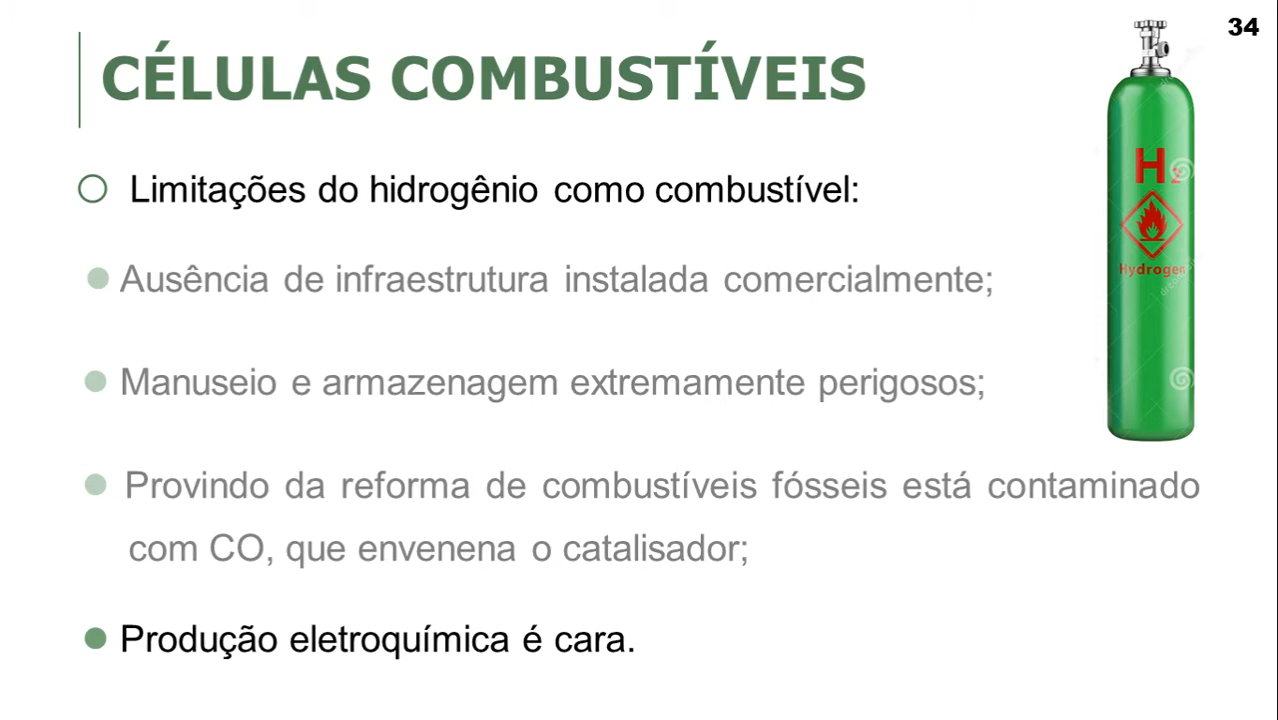 34
CÉLULAS COMBUSTÍVEIS
Limitações do hidrogênio como combustível:
Ausência de infraestrutura instalada comercialmente;
Manuseio e armazenagem extremamente perigosos;
Provindo da reforma de combustíveis fósseis está contaminado
com CO, que envenena o catalisador;
Produção eletroquímica é cara.
H₂
Hydrogen